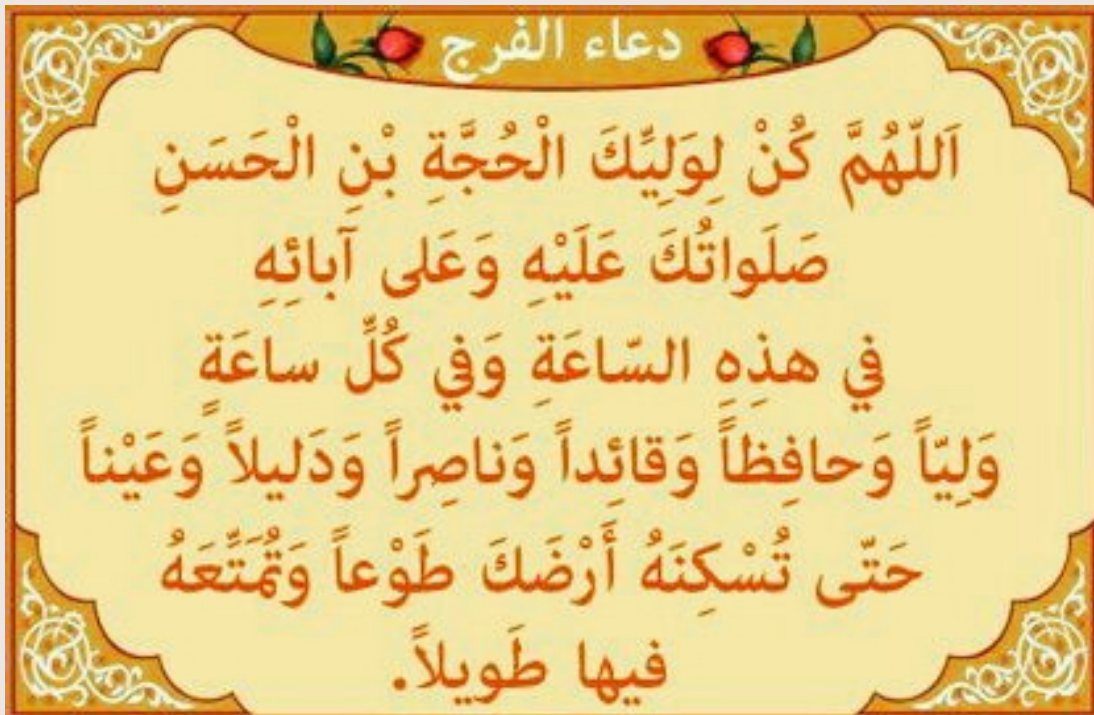 دعاء الفرج
اَللّهُمَّ كُنْ لِوَلِيِّكَ الْحُجَّةِ بْنِ الْحَسَنِ
صَلَواتُكَ عَلَيْهِ وَعَلى آبائِهِ
في هذِهِ السّاعَةِ وَفي كُلِّ ساعَةٍ
وَلِيّاً وَحافِظاً وَقائِداً وَناصِراً وَدَليلاً وَعَيْناً
حَتّى تُسْكِنَهُ أَرْضَكَ طَوْعاً وَتُمَتِّعَهُ
فيها طَويلاً.